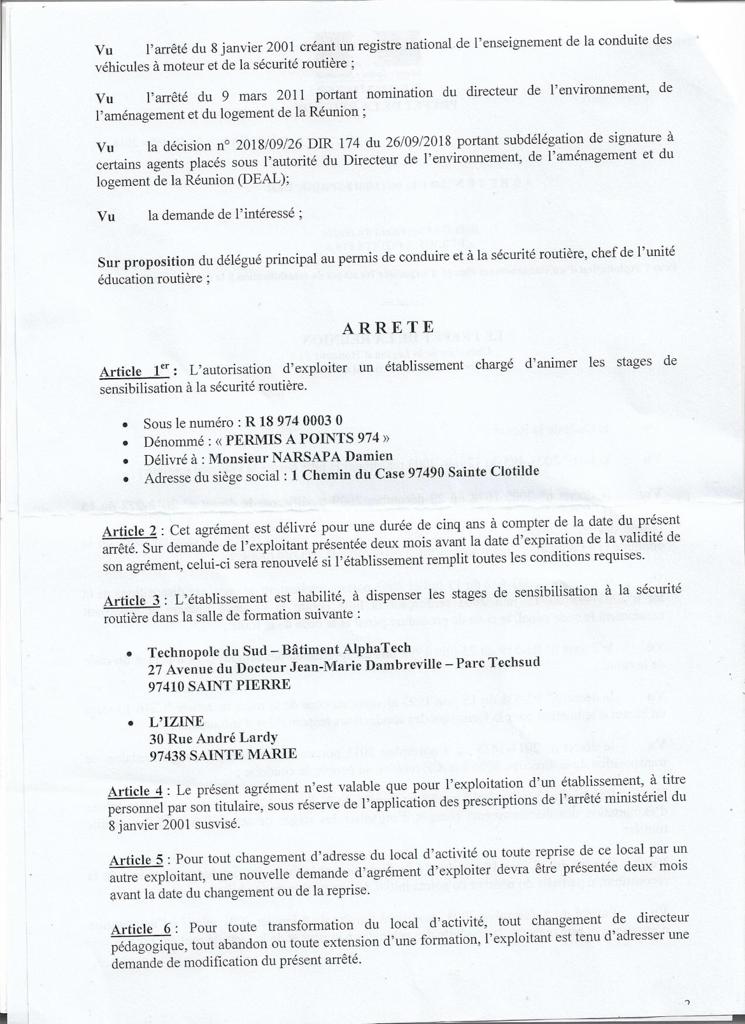 Vu l'arrêté du 8 janvier 2001 créant un registre national de l'enseignement de la conduite des
véhicules à moteur et de la sécurité routière ;
Vu l'arrêté du 9 mars 2011 portant nomination du directeur de l'environnement, de
l'aménagement et du logement de la Réunion ;
Vu la décision n° 2018/09/26 DIR 174 du 26/09/2018 portant subdélégation de signature à
certains agents placés sous l'autorité du Directeur de l'environnement, de l'aménagement et du
logement de la Réunion (DEAL);
Vu la demande de l'intéressé ;
Sur proposition du délégué principal au permis de conduire et à la sécurité routière, chef de l'unité
éducation routière ;
A R R E T E
Article 1er : L'autorisation d'exploiter un établissement chargé d'animer les stages de
sensibilisation à la sécurité routière.
• Sous le numéro : R 18 974 0003 0
• Dénommé : « PERMIS A POINTS 974 »
• Délivré à : Monsieur NARSAPA Damien
• Adresse du siège social : 1 Chemin du Case 97490 Sainte Clotilde
Article 2 : Cet agrément est délivré pour une durée de cinq ans à compter de la date du présent
arrêté. Sur demande de l'exploitant présentée deux mois avant la date d'expiration de la validité de
son agrément, celui-ci sera renouvelé si l'établissement remplit toutes les conditions requises.
Article 3 : L'établissement est habilité, à dispenser les stages de sensibilisation à la sécurité
routière dans la salle de formation suivante :
• Technopole du Sud – Bâtiment AlphaTech
27 Avenue du Docteur Jean-Marie Dambreville – Parc Techsud
97410 SAINT PIERRE
• L'IZINE
30 Rue André Lardy
97438 SAINTE MARIE
Article 4 : Le présent agrément n'est valable que pour l'exploitation d'un établissement, à titre
personnel par son titulaire, sous réserve de l'application des prescriptions de l'arrêté ministériel du
8 janvier 2001 susvisé.
Article 5 : Pour tout changement d'adresse du local d'activité ou toute reprise de ce local par un
autre exploitant, une nouvelle demande d'agrément d'exploiter devra être présentée deux mois
avant la date du changement ou de la reprise.
Article 6 : Pour toute transformation du local d'activité, tout changement de directeur
pédagogique, tout abandon ou toute extension d'une formation, l'exploitant est tenu d'adresser une
demande de modification du présent arrêté.